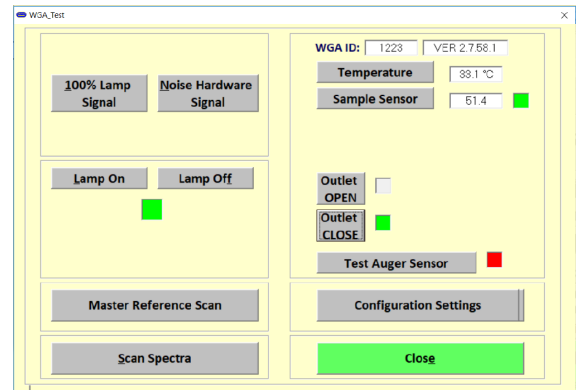 WGA_Test
WGA ID: 1223 VER 2.7.58.1
100% Lamp Signal
Noise Hardware Signal
Temperature 33.1 °C
Sample Sensor 51.4
Lamp On
Lamp Off
Outlet OPEN
Outlet CLOSE
Test Auger Sensor
Master Reference Scan
Configuration Settings
Scan Spectra
Close